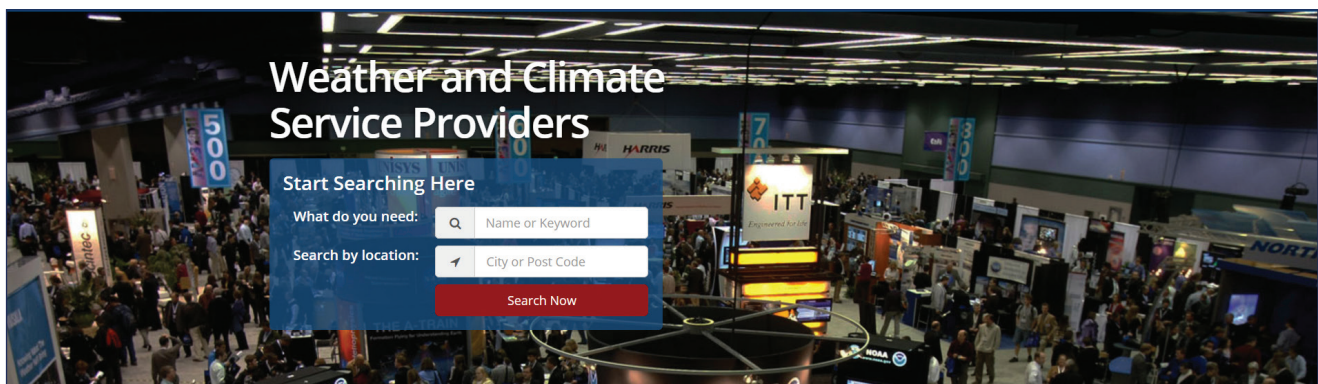 Weather and Climate
Service Providers
Start Searching Here
What do you need:
Name or Keyword
Search by location:
City or Post Code
Search Now
500
700
300
HARRIS
ITT
Engineered for life
THE A-TRAIN
NOAA
NORT